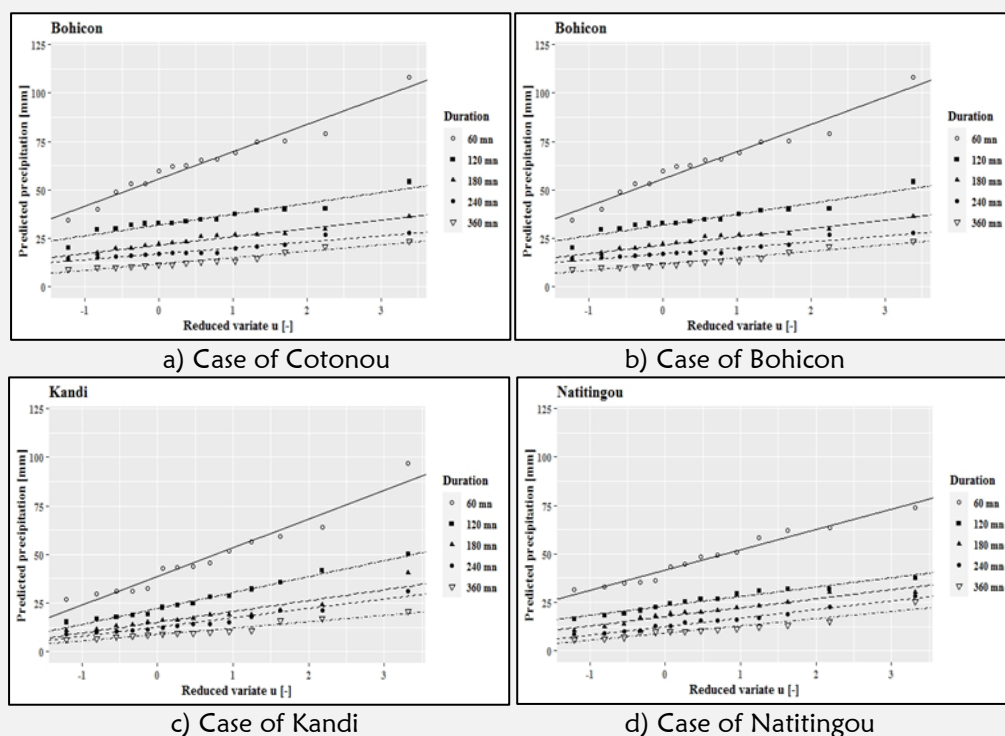 Bohicon
125
100
75
50
25
0
Predicted precipitation [mm]
-1 0 1 2 3
Reduced variate u [-]
Duration
60 mn
120 mn
180 mn
240 mn
360 mn
a) Case of Cotonou
Bohicon
125
100
75
50
25
0
Predicted precipitation [mm]
-1 0 1 2 3
Reduced variate u [-]
Duration
60 mn
120 mn
180 mn
240 mn
360 mn
b) Case of Bohicon
Kandi
125
100
75
50
25
0
Predicted precipitation [mm]
-1 0 1 2 3
Reduced variate u [-]
Duration
60 mn
120 mn
180 mn
240 mn
360 mn
c) Case of Kandi
Natitingou
125
100
75
50
25
0
Predicted precipitation [mm]
-1 0 1 2 3
Reduced variate u [-]
Duration
60 mn
120 mn
180 mn
240 mn
360 mn
d) Case of Natitingou